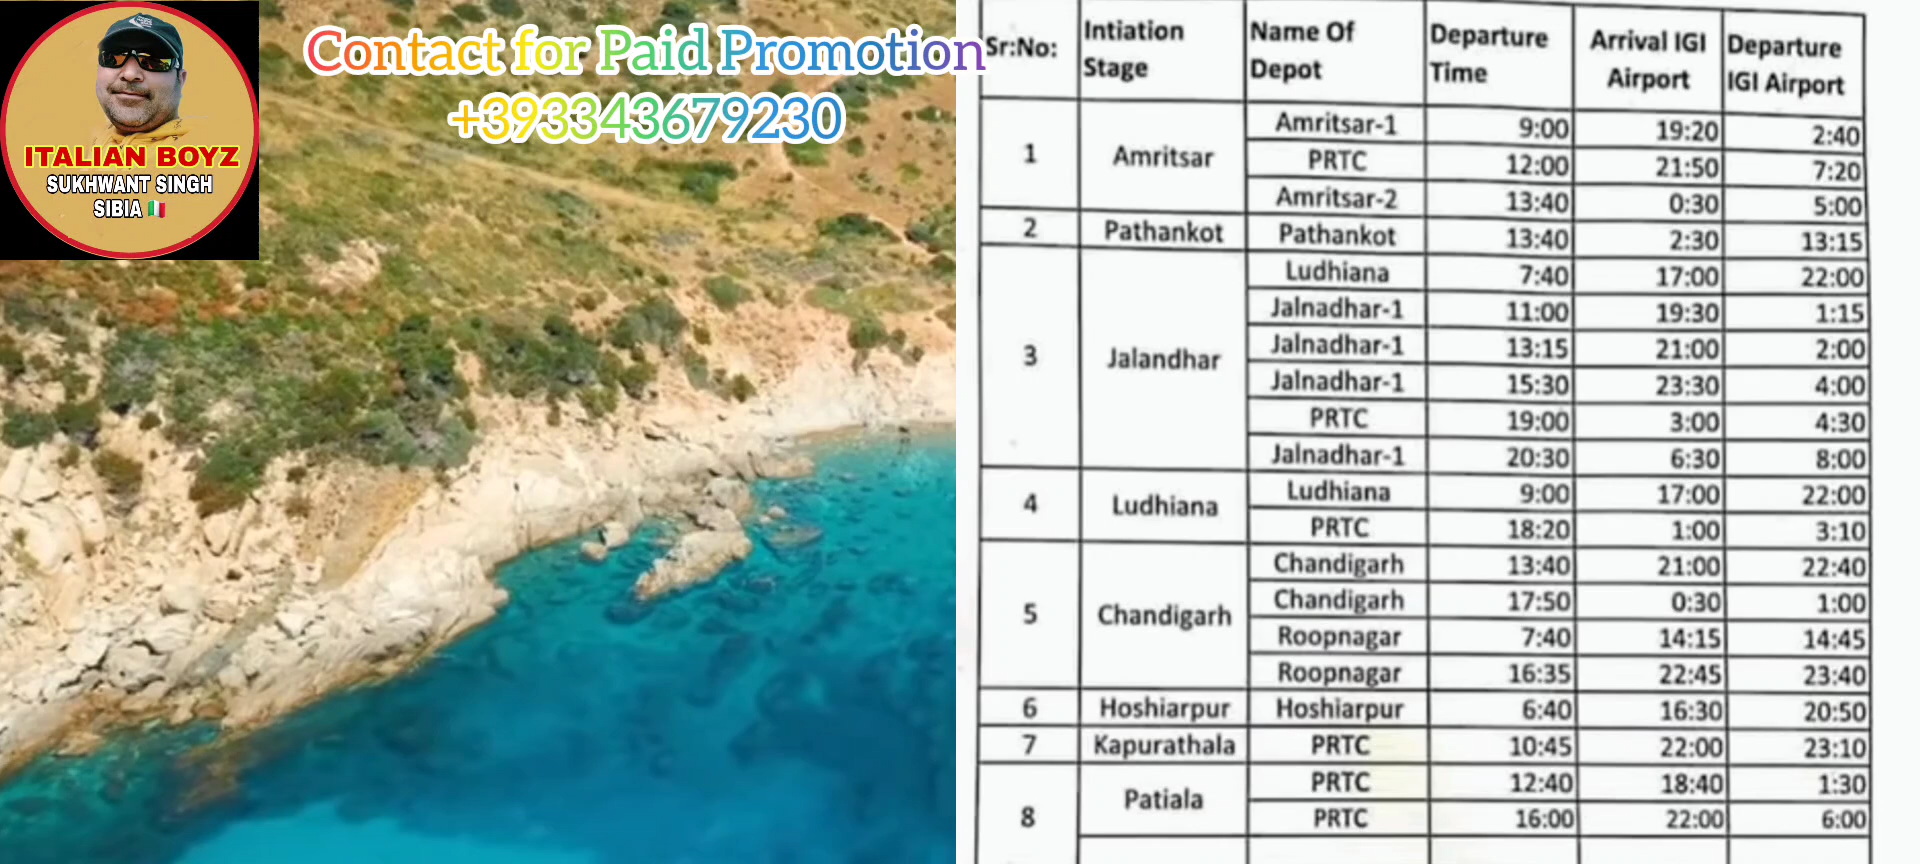 ITALIAN BOYZ
SUKHWANT SINGH
SIBIA
Contact for Paid Promotion
+393343679230
Sr:No: Intiation Stage Name Of Depot Departure Time Arrival IGI Airport Departure IGI Airport
1 Amritsar Amritsar-1 9:00 19:20 2:40
PRTC 12:00 21:50 7:20
Amritsar-2 13:40 0:30 5:00
2 Pathankot Pathankot 13:40 2:30 13:15
3 Jalandhar Ludhiana 7:40 17:00 22:00
Jalnadhar-1 11:00 19:30 1:15
Jalnadhar-1 13:15 21:00 2:00
Jalnadhar-1 15:30 23:30 4:00
PRTC 19:00 3:00 4:30
Jalnadhar-1 20:30 6:30 8:00
4 Ludhiana Ludhiana 9:00 17:00 22:00
PRTC 18:20 1:00 3:10
5 Chandigarh Chandigarh 13:40 21:00 22:40
Chandigarh 17:50 0:30 1:00
Roopnagar 7:40 14:15 14:45
Roopnagar 16:35 22:45 23:40
6 Hoshiarpur Hoshiarpur 6:40 16:30 20:50
7 Kapurathala PRTC 10:45 22:00 23:10
8 Patiala PRTC 12:40 18:40 1:30
PRTC 16:00 22:00 6:00